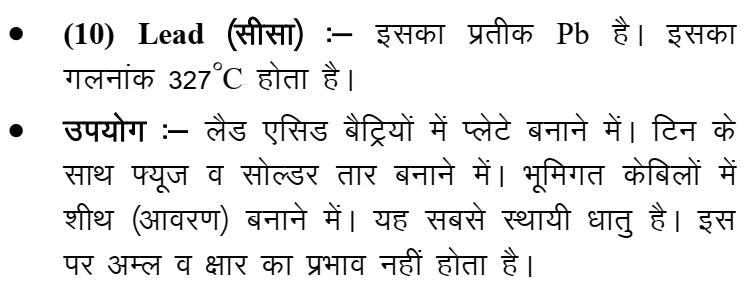 • (10) Lead (सीसा) :– इसका प्रतीक Pb है। इसका
गलनांक 327°C होता है।
• उपयोग :– लैड एसिड बैट्रियों में प्लेटे बनाने में। टिन के
साथ फ्यूज व सोल्डर तार बनाने में। भूमिगत केबिलों में
शीथ (आवरण) बनाने में। यह सबसे स्थायी धातु है। इस
पर अम्ल व क्षार का प्रभाव नहीं होता है।